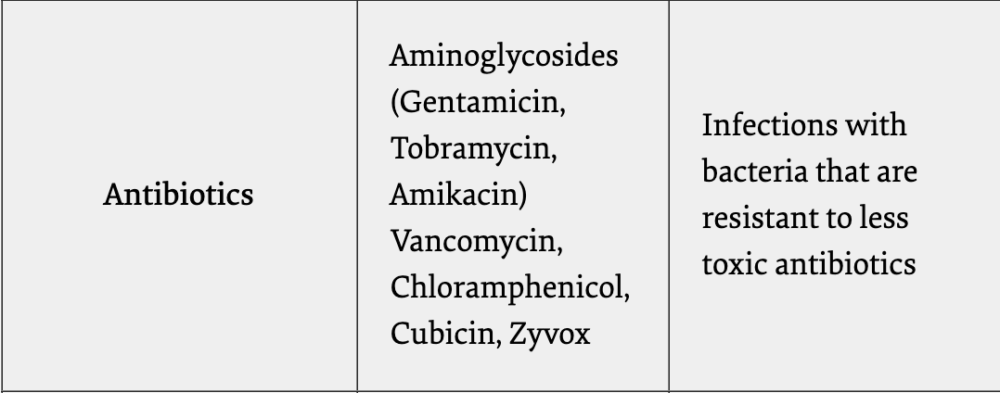 Antibiotics
Aminoglycosides
(Gentamicin,
Tobramycin,
Amikacin)
Vancomycin,
Chloramphenicol,
Cubicin, Zyvox
Infections with
bacteria that are
resistant to less
toxic antibiotics